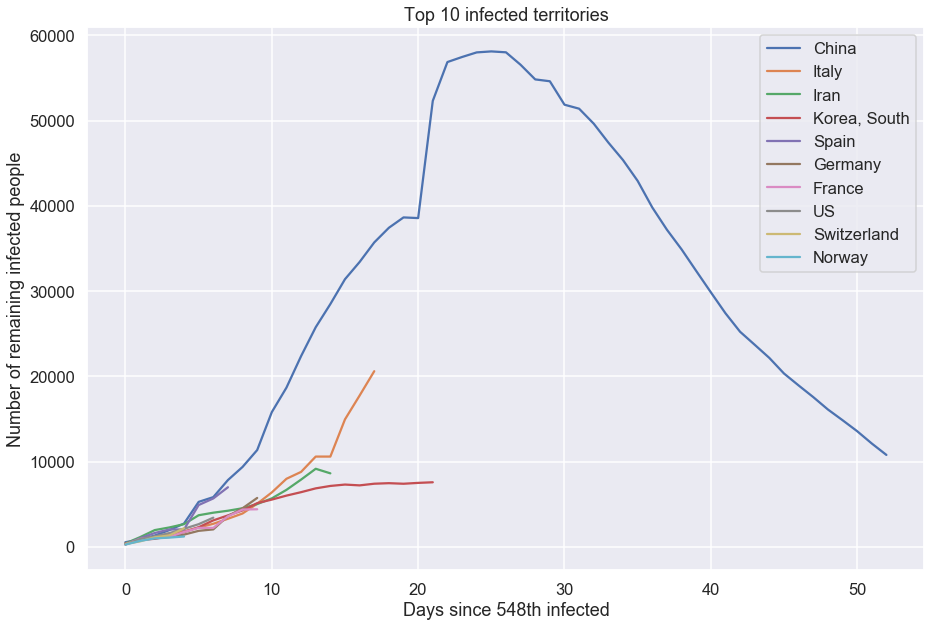 Top 10 infected territories
Number of remaining infected people
60000
50000
40000
30000
20000
10000
0
China
Italy
Iran
Korea, South
Spain
Germany
France
US
Switzerland
Norway
0 10 20 30 40 50
Days since 548th infected